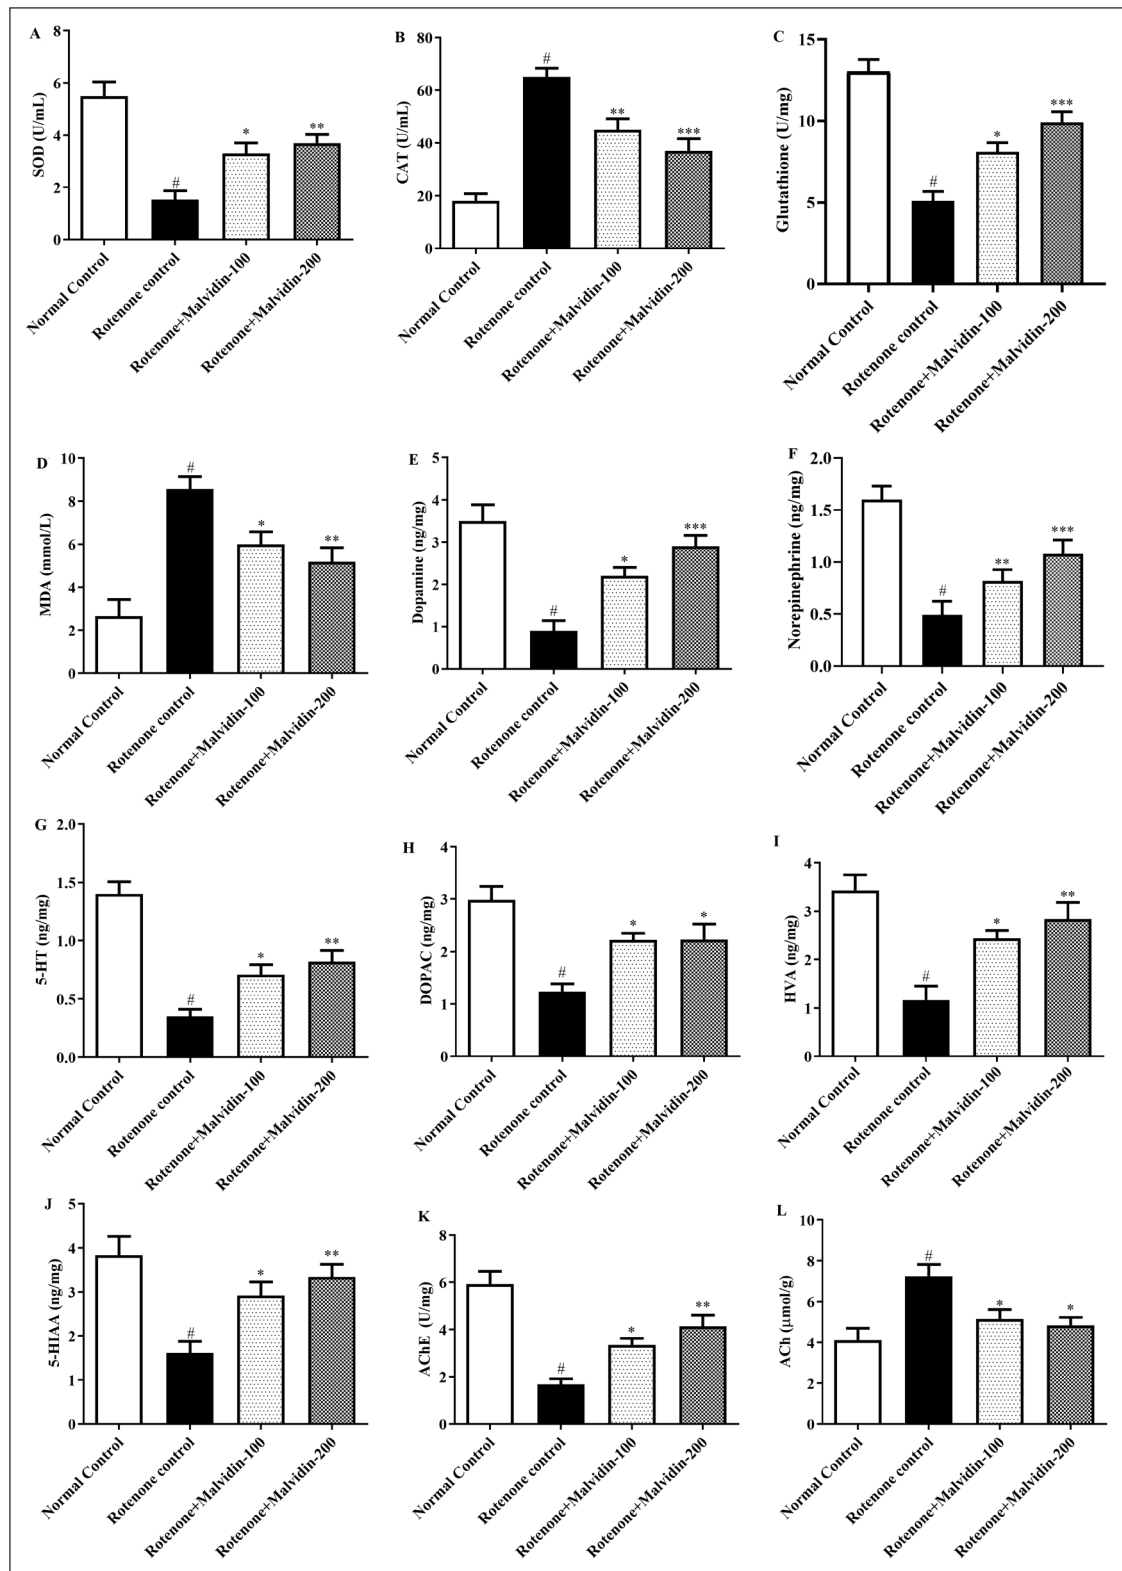 A
SOD (U/mL)
8
6
4
2
0
#
*
**
Normal Control
Rotenone control
Rotenone+Malvidin-100
Rotenone+Malvidin-200
B
CAT (U/mL)
80
60
40
20
0
#
**
***
Normal Control
Rotenone control
Rotenone+Malvidin-100
Rotenone+Malvidin-200
C
Glutathione (U/mg)
15
10
5
0
#
*
***
Normal Control
Rotenone control
Rotenone+Malvidin-100
Rotenone+Malvidin-200
D
MDA (mmol/L)
10
8
6
4
2
0
#
*
**
Normal Control
Rotenone control
Rotenone+Malvidin-100
Rotenone+Malvidin-200
E
Dopamine (ng/mg)
5
4
3
2
1
0
#
*
***
Normal Control
Rotenone control
Rotenone+Malvidin-100
Rotenone+Malvidin-200
F
Norepinephrine (ng/mg)
2.0
1.5
1.0
0.5
0.0
#
**
***
Normal Control
Rotenone control
Rotenone+Malvidin-100
Rotenone+Malvidin-200
G
5-HT (ng/mg)
2.0
1.5
1.0
0.5
0.0
#
*
**
Normal Control
Rotenone control
Rotenone+Malvidin-100
Rotenone+Malvidin-200
H
DOPAC (ng/mg)
4
3
2
1
0
#
*
*
Normal Control
Rotenone control
Rotenone+Malvidin-100
Rotenone+Malvidin-200
I
HVA (ng/mg)
4
3
2
1
0
#
*
**
Normal Control
Rotenone control
Rotenone+Malvidin-100
Rotenone+Malvidin-200
J
5-HIAA (ng/mg)
5
4
3
2
1
0
#
*
**
Normal Control
Rotenone control
Rotenone+Malvidin-100
Rotenone+Malvidin-200
K
AChE (U/mg)
8
6
4
2
0
#
*
**
Normal Control
Rotenone control
Rotenone+Malvidin-100
Rotenone+Malvidin-200
L
ACh (μmol/g)
10
8
6
4
2
0
#
*
*
Normal Control
Rotenone control
Rotenone+Malvidin-100
Rotenone+Malvidin-200